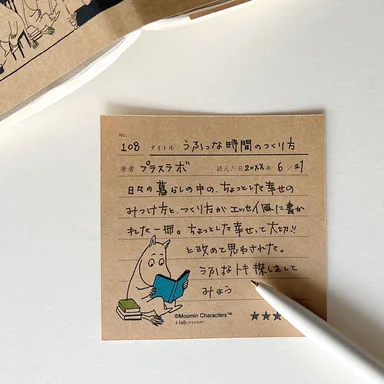 No.
108 タイトル うふっな時間のつくり方
著者 プラスラボ 読んだ日 20XX年 6/21
日々の暮らしの中の、ちょっとした幸せの
みつけ方と、つくり方がエッセイ風に書か
れた一冊。ちょっとした幸せって大切!!
と改めて思わされた。
うふっなトキ探しまして
みよう。
©Moomin Characters™
★★★